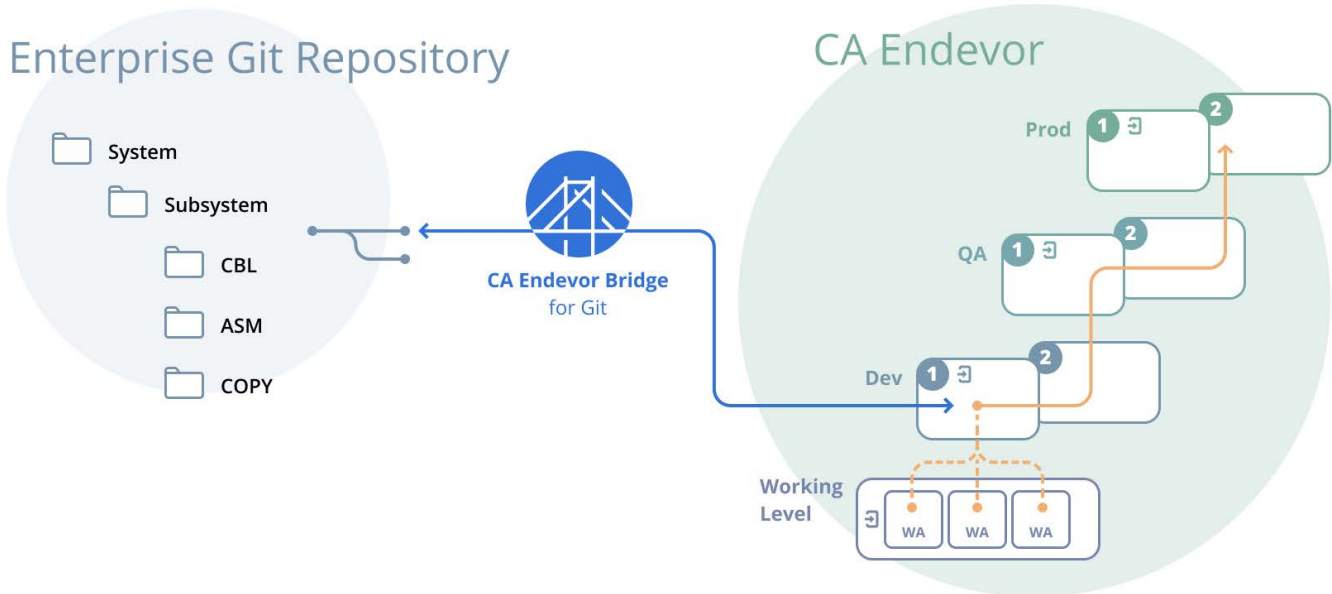 Enterprise Git Repository
System
Subsystem
CBL
ASM
COPY
CA Endevor Bridge
for Git
CA Endevor
Prod
1
2
QA
1
2
Dev
1
2
Working
Level
WA
WA
WA